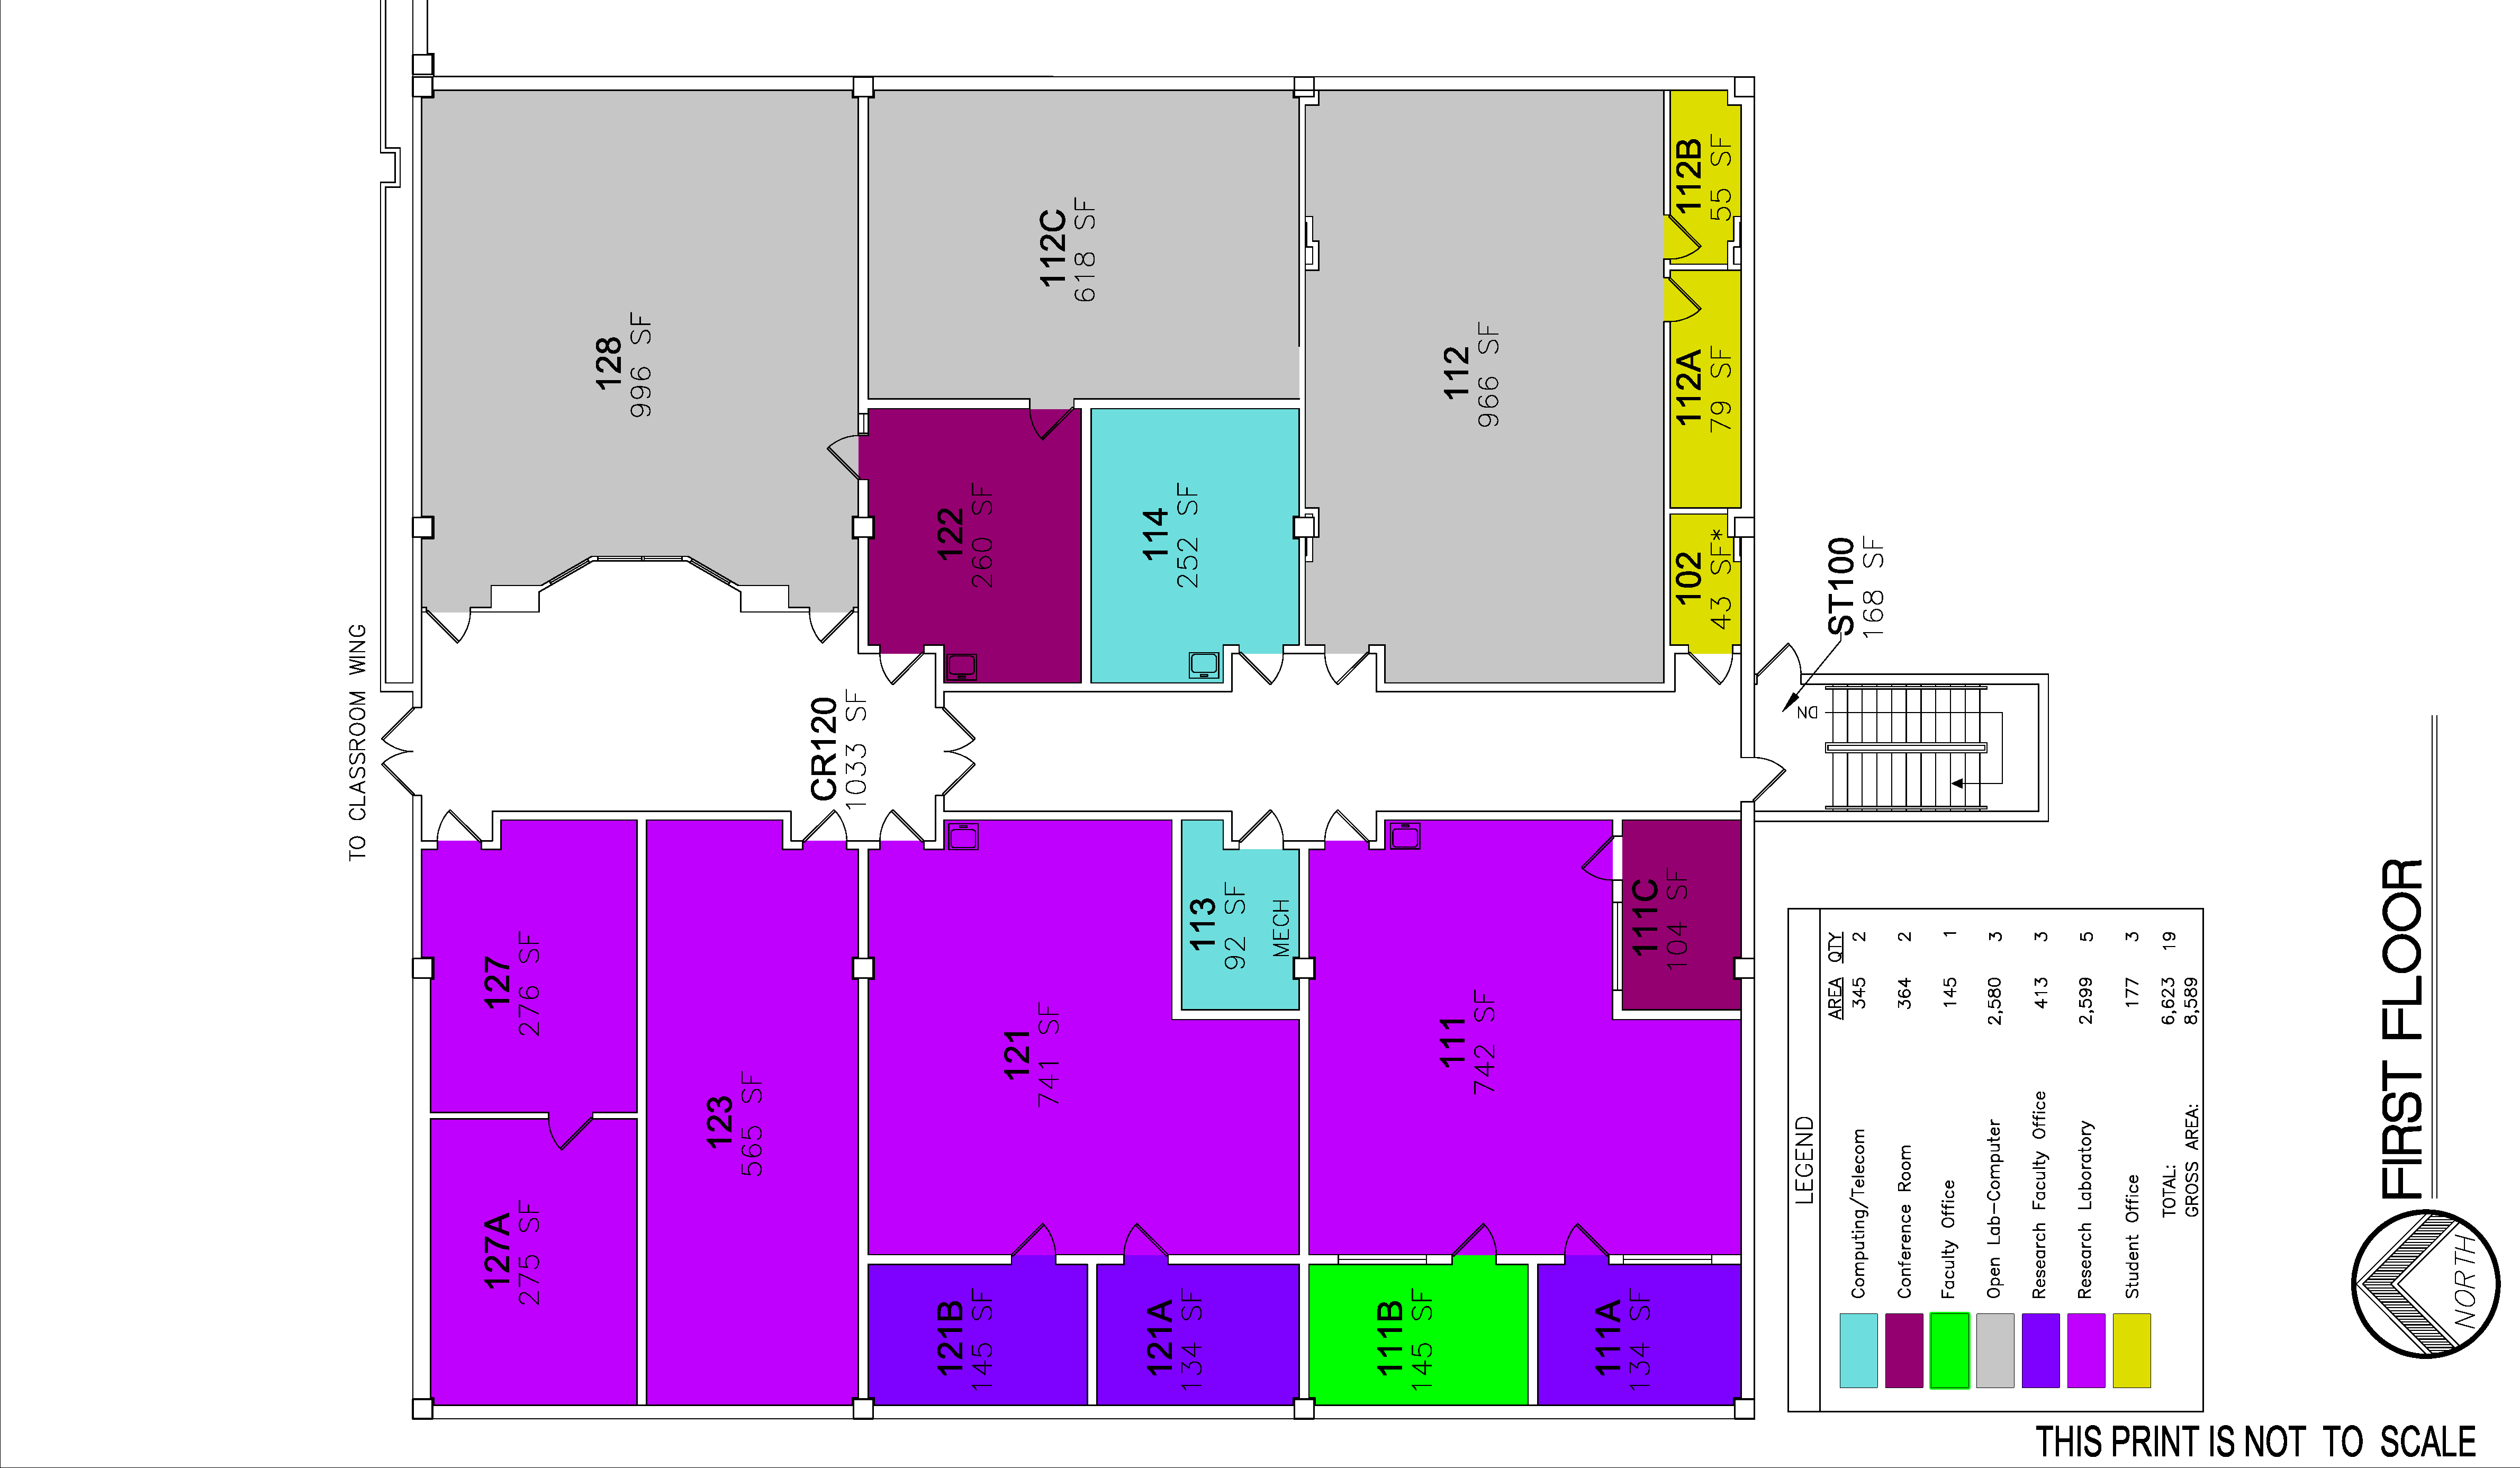 TO CLASSROOM WING
128
996 SF
112C
618 SF
112
966 SF
112B
55 SF
112A
79 SF
102
43 SF*
122
260 SF
114
252 SF
ST100
168 SF
DN
CR120
1033 SF
127
276 SF
127A
275 SF
123
565 SF
121
741 SF
113
92 SF
MECH
111
742 SF
111C
104 SF
121B
145 SF
121A
134 SF
111B
145 SF
111A
134 SF
LEGEND
AREA QTY
Computing/Telecom 345 2
Conference Room 364 2
Faculty Office 145 1
Open Lab-Computer 2,580 3
Research Faculty Office 413 3
Research Laboratory 2,599 5
Student Office 177 3
TOTAL: 6,623 19
GROSS AREA: 8,589
FIRST FLOOR
NORTH
THIS PRINT IS NOT TO SCALE